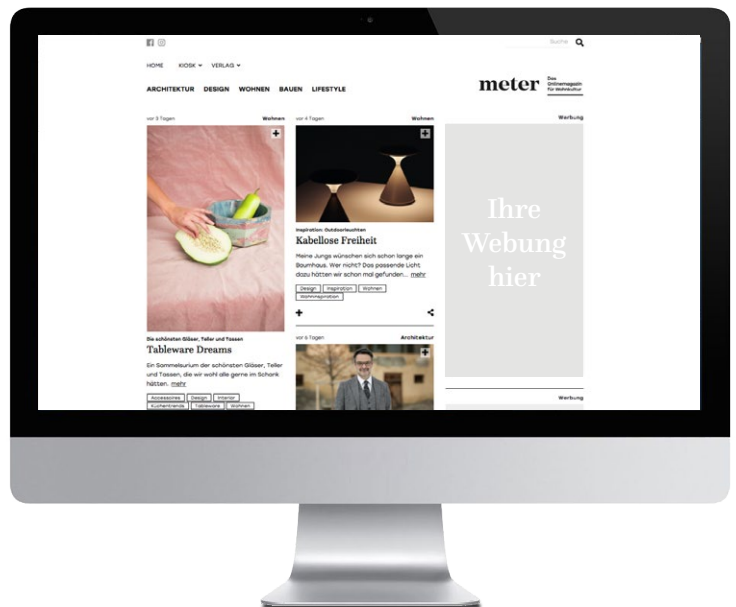 Suche
HOME KIOSK VERLAG
ARCHITEKTUR DESIGN WOHNEN BAUEN LIFESTYLE
meter
Das
Onlinemagazin
für Wohnkultur
vor 3 Tagen Wohnen
Die schönsten Gläser, Teller und Tassen
Tableware Dreams
Ein Sammelsurium der schönsten Gläser, Teller
und Tassen, die wir wohl alle gerne im Schrank
hätten. mehr
Accessoires Design Interior
Küchentrends Tableware Wohnen
vor 4 Tagen Wohnen
Inspiration: Outdoorleuchten
Kabellose Freiheit
Meine Jungs wünschen sich schon lange ein
Baumhaus. Wer nicht? Das passende Licht
dazu hätten wir schon mal gefunden... mehr
Design Inspiration Wohnen
Wohninspiration
vor 6 Tagen Architektur
Werbung
Ihre
Webung
hier
Werbung